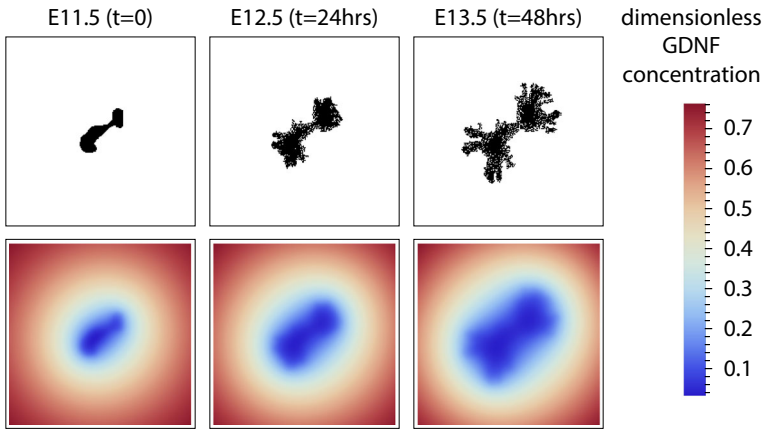 E11.5 (t=0) E12.5 (t=24hrs) E13.5 (t=48hrs)
dimensionless
GDNF
concentration
0.7
0.6
0.5
0.4
0.3
0.2
0.1